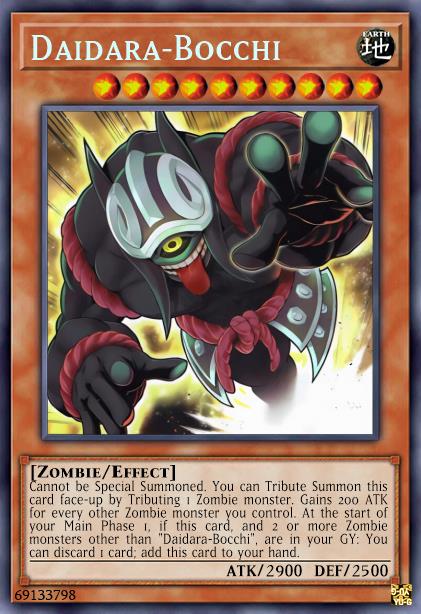 Daidara-Bocchi
EARTH
地
[Zombie/Effect]
Cannot be Special Summoned. You can Tribute Summon this
card face-up by Tributing 1 Zombie monster. Gains 200 ATK
for every other Zombie monster you control. At the start of
your Main Phase 1, if this card, and 2 or more Zombie
monsters other than "Daidara-Bocchi", are in your GY: You
can discard 1 card; add this card to your hand.
ATK/2900 DEF/2500
69133798